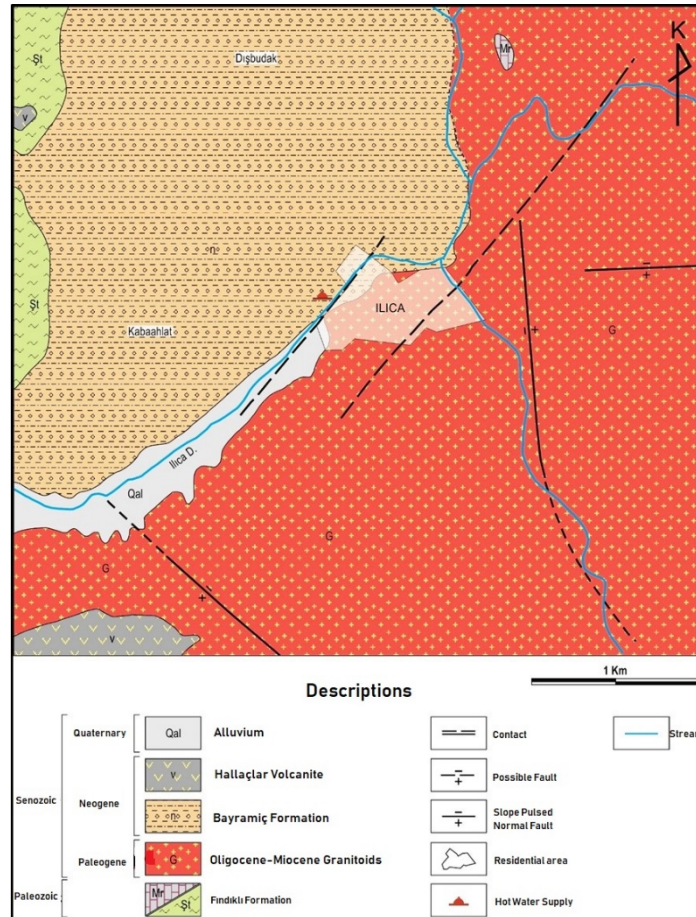 Şt
Dışbudak
Mr
K
v
n
Şt
ILICA
Kabaahlat
G
Ilıca D.
Qal
G
G
v
1 Km
Descriptions
Senozoic
Quaternary
Qal
Alluvium
Contact
Stream
Neogene
v
Hallaçlar Volcanite
Possible Fault
n
Bayramiç Formation
Slope Pulsed
Normal Fault
Paleogene
G
Oligocene-Miocene Granitoids
Residential area
Paleozoic
Mr
Şt
Fındıklı Formation
Hot Water Supply